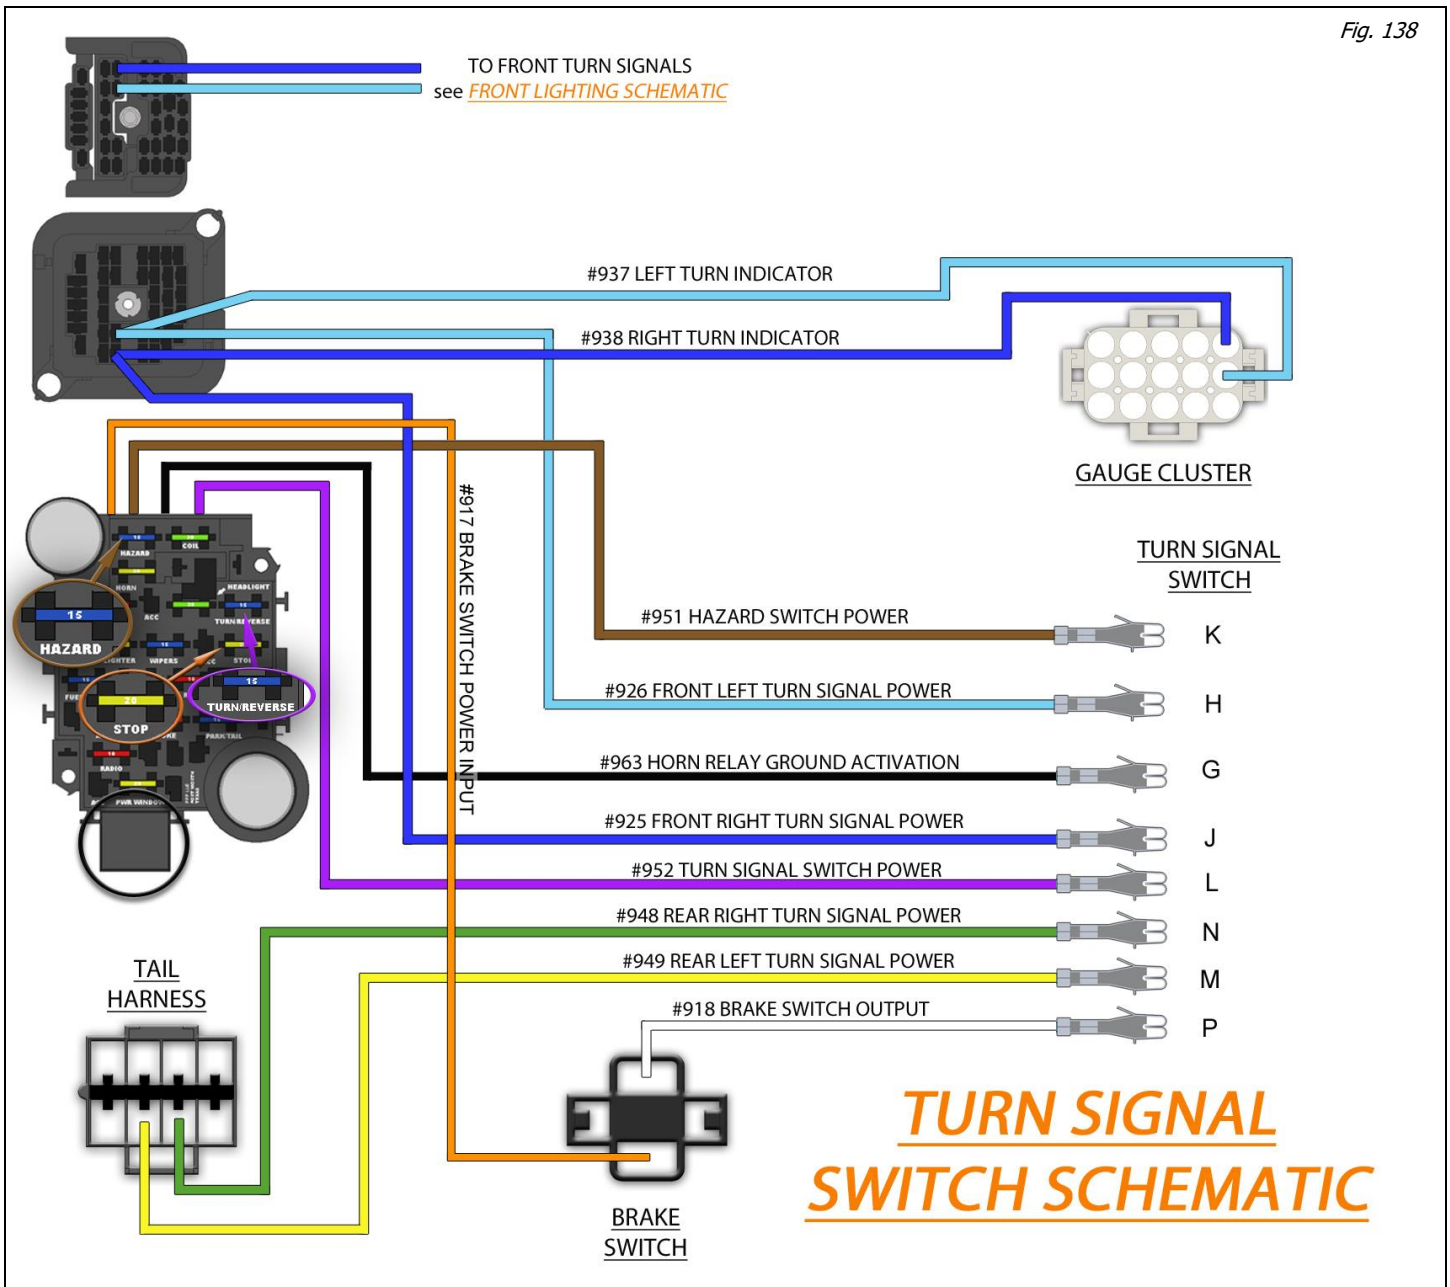 Fig. 138
TO FRONT TURN SIGNALS
see FRONT LIGHTING SCHEMATIC
#937 LEFT TURN INDICATOR
#938 RIGHT TURN INDICATOR
GAUGE CLUSTER
#917 BRAKE SWITCH POWER INPUT
TURN SIGNAL
SWITCH
#951 HAZARD SWITCH POWER
K
#926 FRONT LEFT TURN SIGNAL POWER
H
#963 HORN RELAY GROUND ACTIVATION
G
#925 FRONT RIGHT TURN SIGNAL POWER
J
#952 TURN SIGNAL SWITCH POWER
L
#948 REAR RIGHT TURN SIGNAL POWER
N
#949 REAR LEFT TURN SIGNAL POWER
M
#918 BRAKE SWITCH OUTPUT
P
HAZARD
COIL
HORN
HEADLIGHT
ACC
TURN/REVERSE
15
HAZARD
WIPERS
20
STOP
15
TURN/REVERSE
PARK/TAIL
RADIO
PWR WINDOW
TAIL
HARNESS
BRAKE
SWITCH
TURN SIGNAL
SWITCH SCHEMATIC